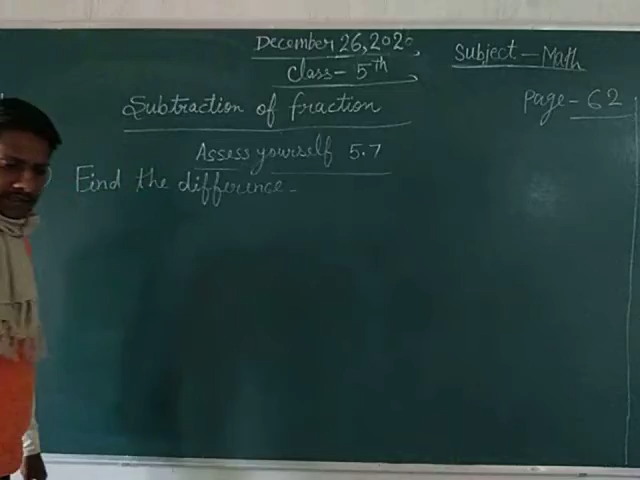 December 26, 2020
Subject - Math
Class - 5th
Subtraction of fraction
Page - 62
Assess yourself 5.7
Find the difference -